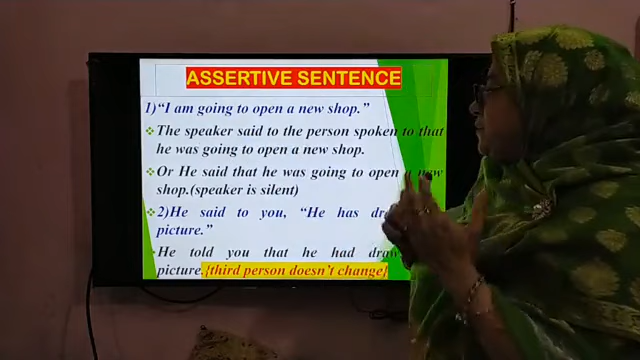 ASSERTIVE SENTENCE
1)“I am going to open a new shop.”
The speaker said to the person spoken to that
he was going to open a new shop.
Or He said that he was going to open a new
shop.(speaker is silent)
2)He said to you, “He has
picture.”
He told you that he had
picture.[third person doesn’t change]